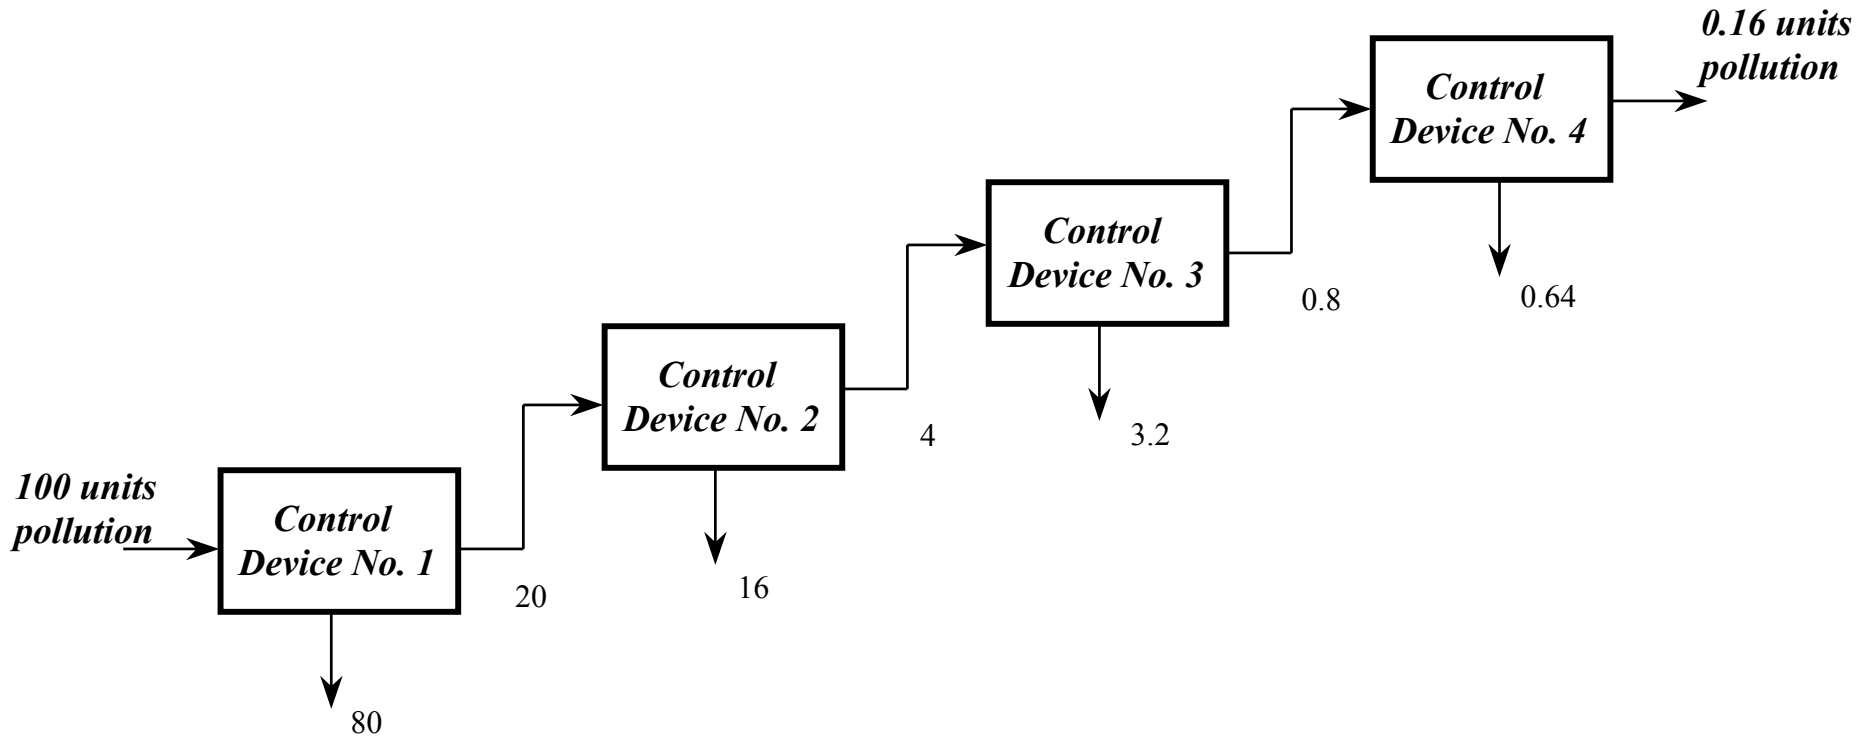 0.16 units
pollution
Control
Device No. 4
Control
Device No. 3
0.8
0.64
Control
Device No. 2
4
3.2
100 units
pollution
Control
Device No. 1
20
16
80